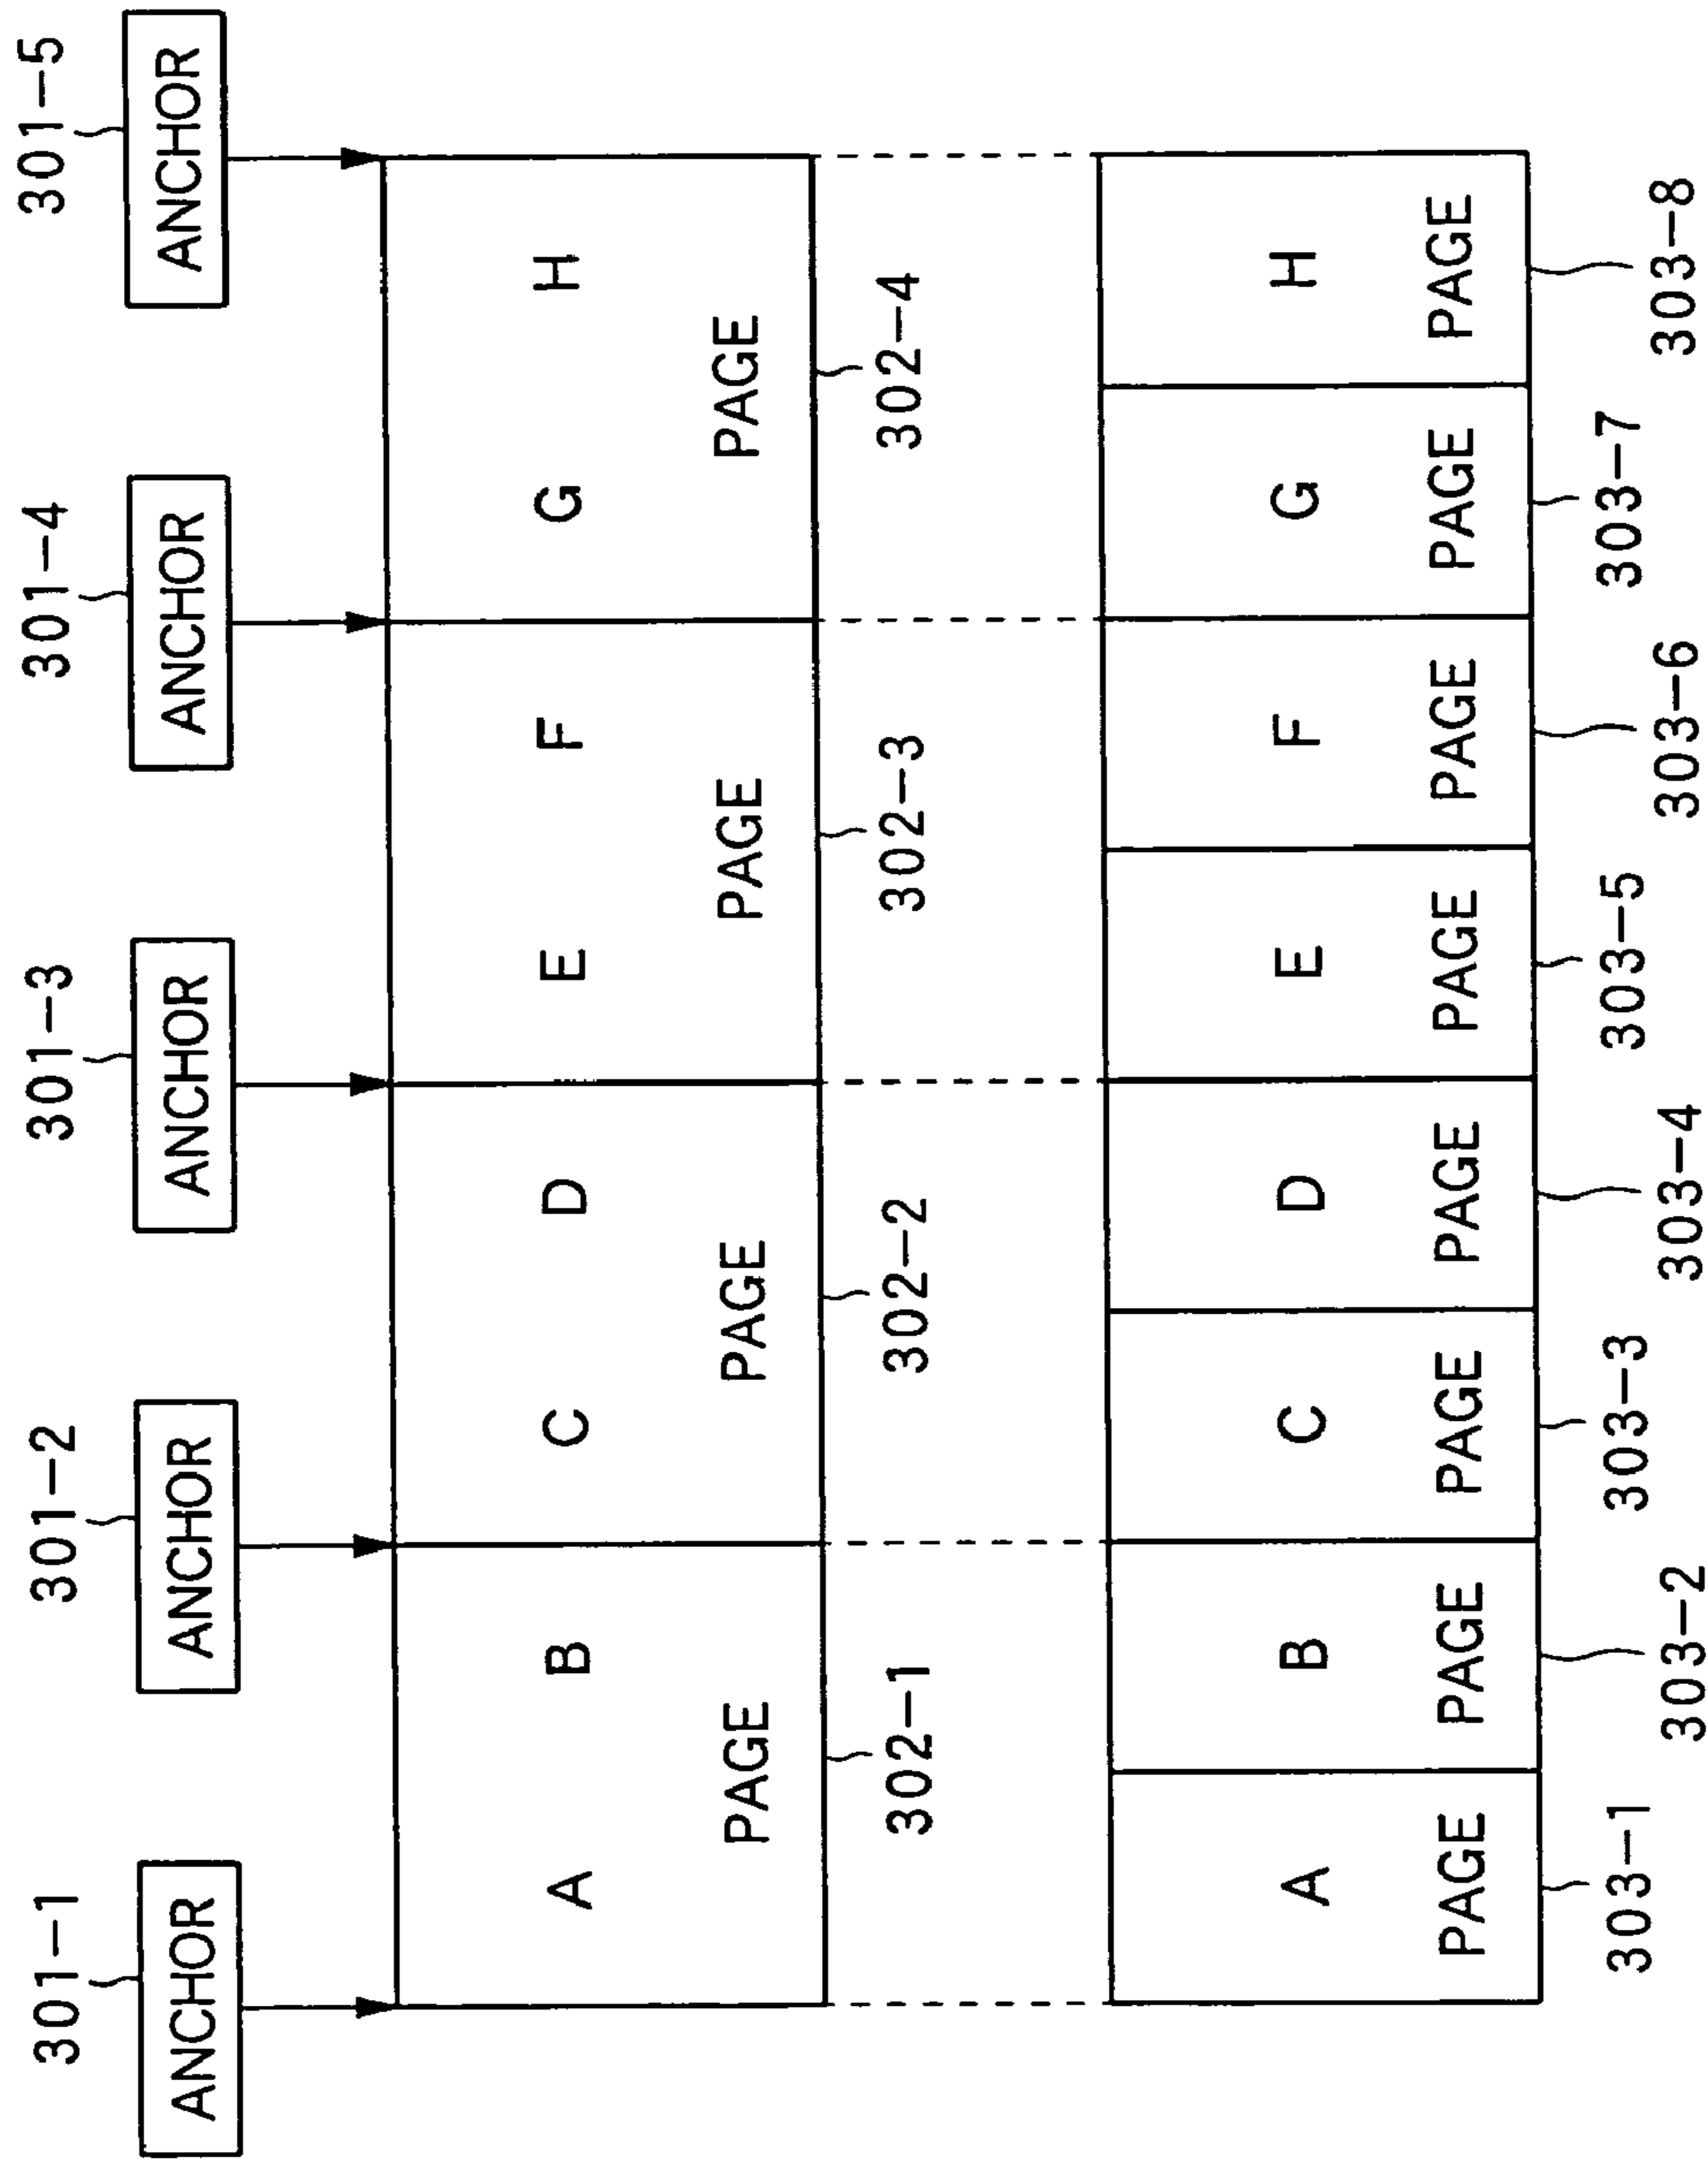 301-1 301-2 301-3 301-4 301-5
ANCHOR ANCHOR ANCHOR ANCHOR ANCHOR
A B C D E F G H
PAGE PAGE PAGE PAGE
302-1 302-2 302-3 302-4
A B C D E F G H
PAGE PAGE PAGE PAGE PAGE PAGE PAGE PAGE
303-1 303-3 303-5 303-7
303-2 303-4 303-6 303-8